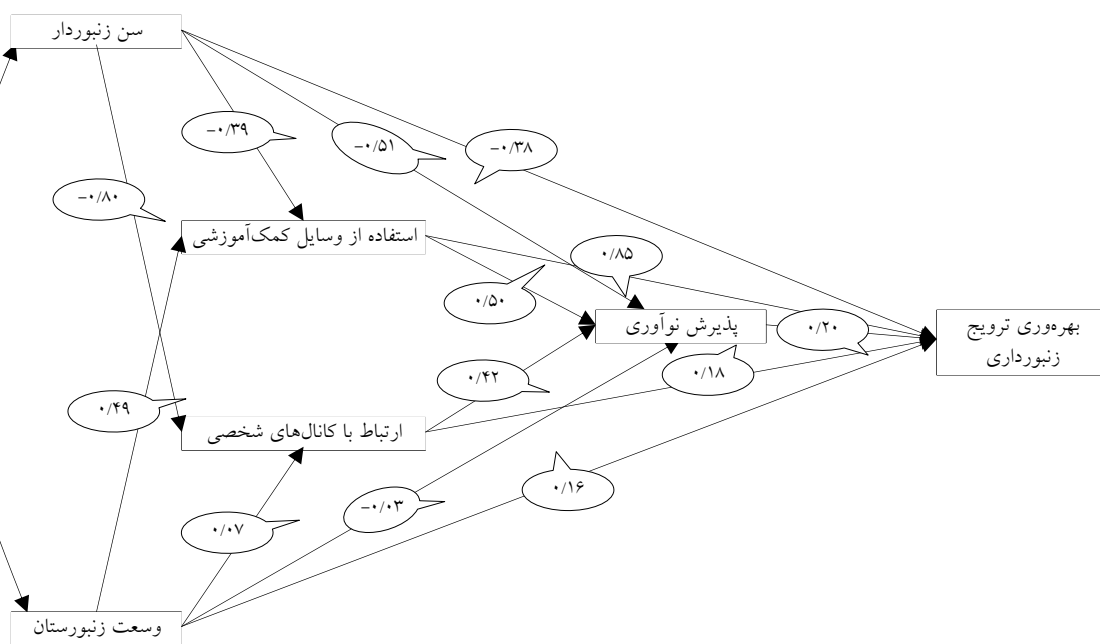 سن زنبوردار
-۰/۳۹
-۰/۵۱
-۰/۳۸
-۰/۸۰
استفاده از وسایل کمک‌آموزشی
۰/۸۵
۰/۵۰
پذیرش نوآوری
۰/۲۰
بهره‌وری ترویج
زنبورداری
۰/۴۲
۰/۱۸
۰/۴۹
ارتباط با کانال‌های شخصی
۰/۱۶
-۰/۰۳
۰/۰۷
وسعت زنبورستان